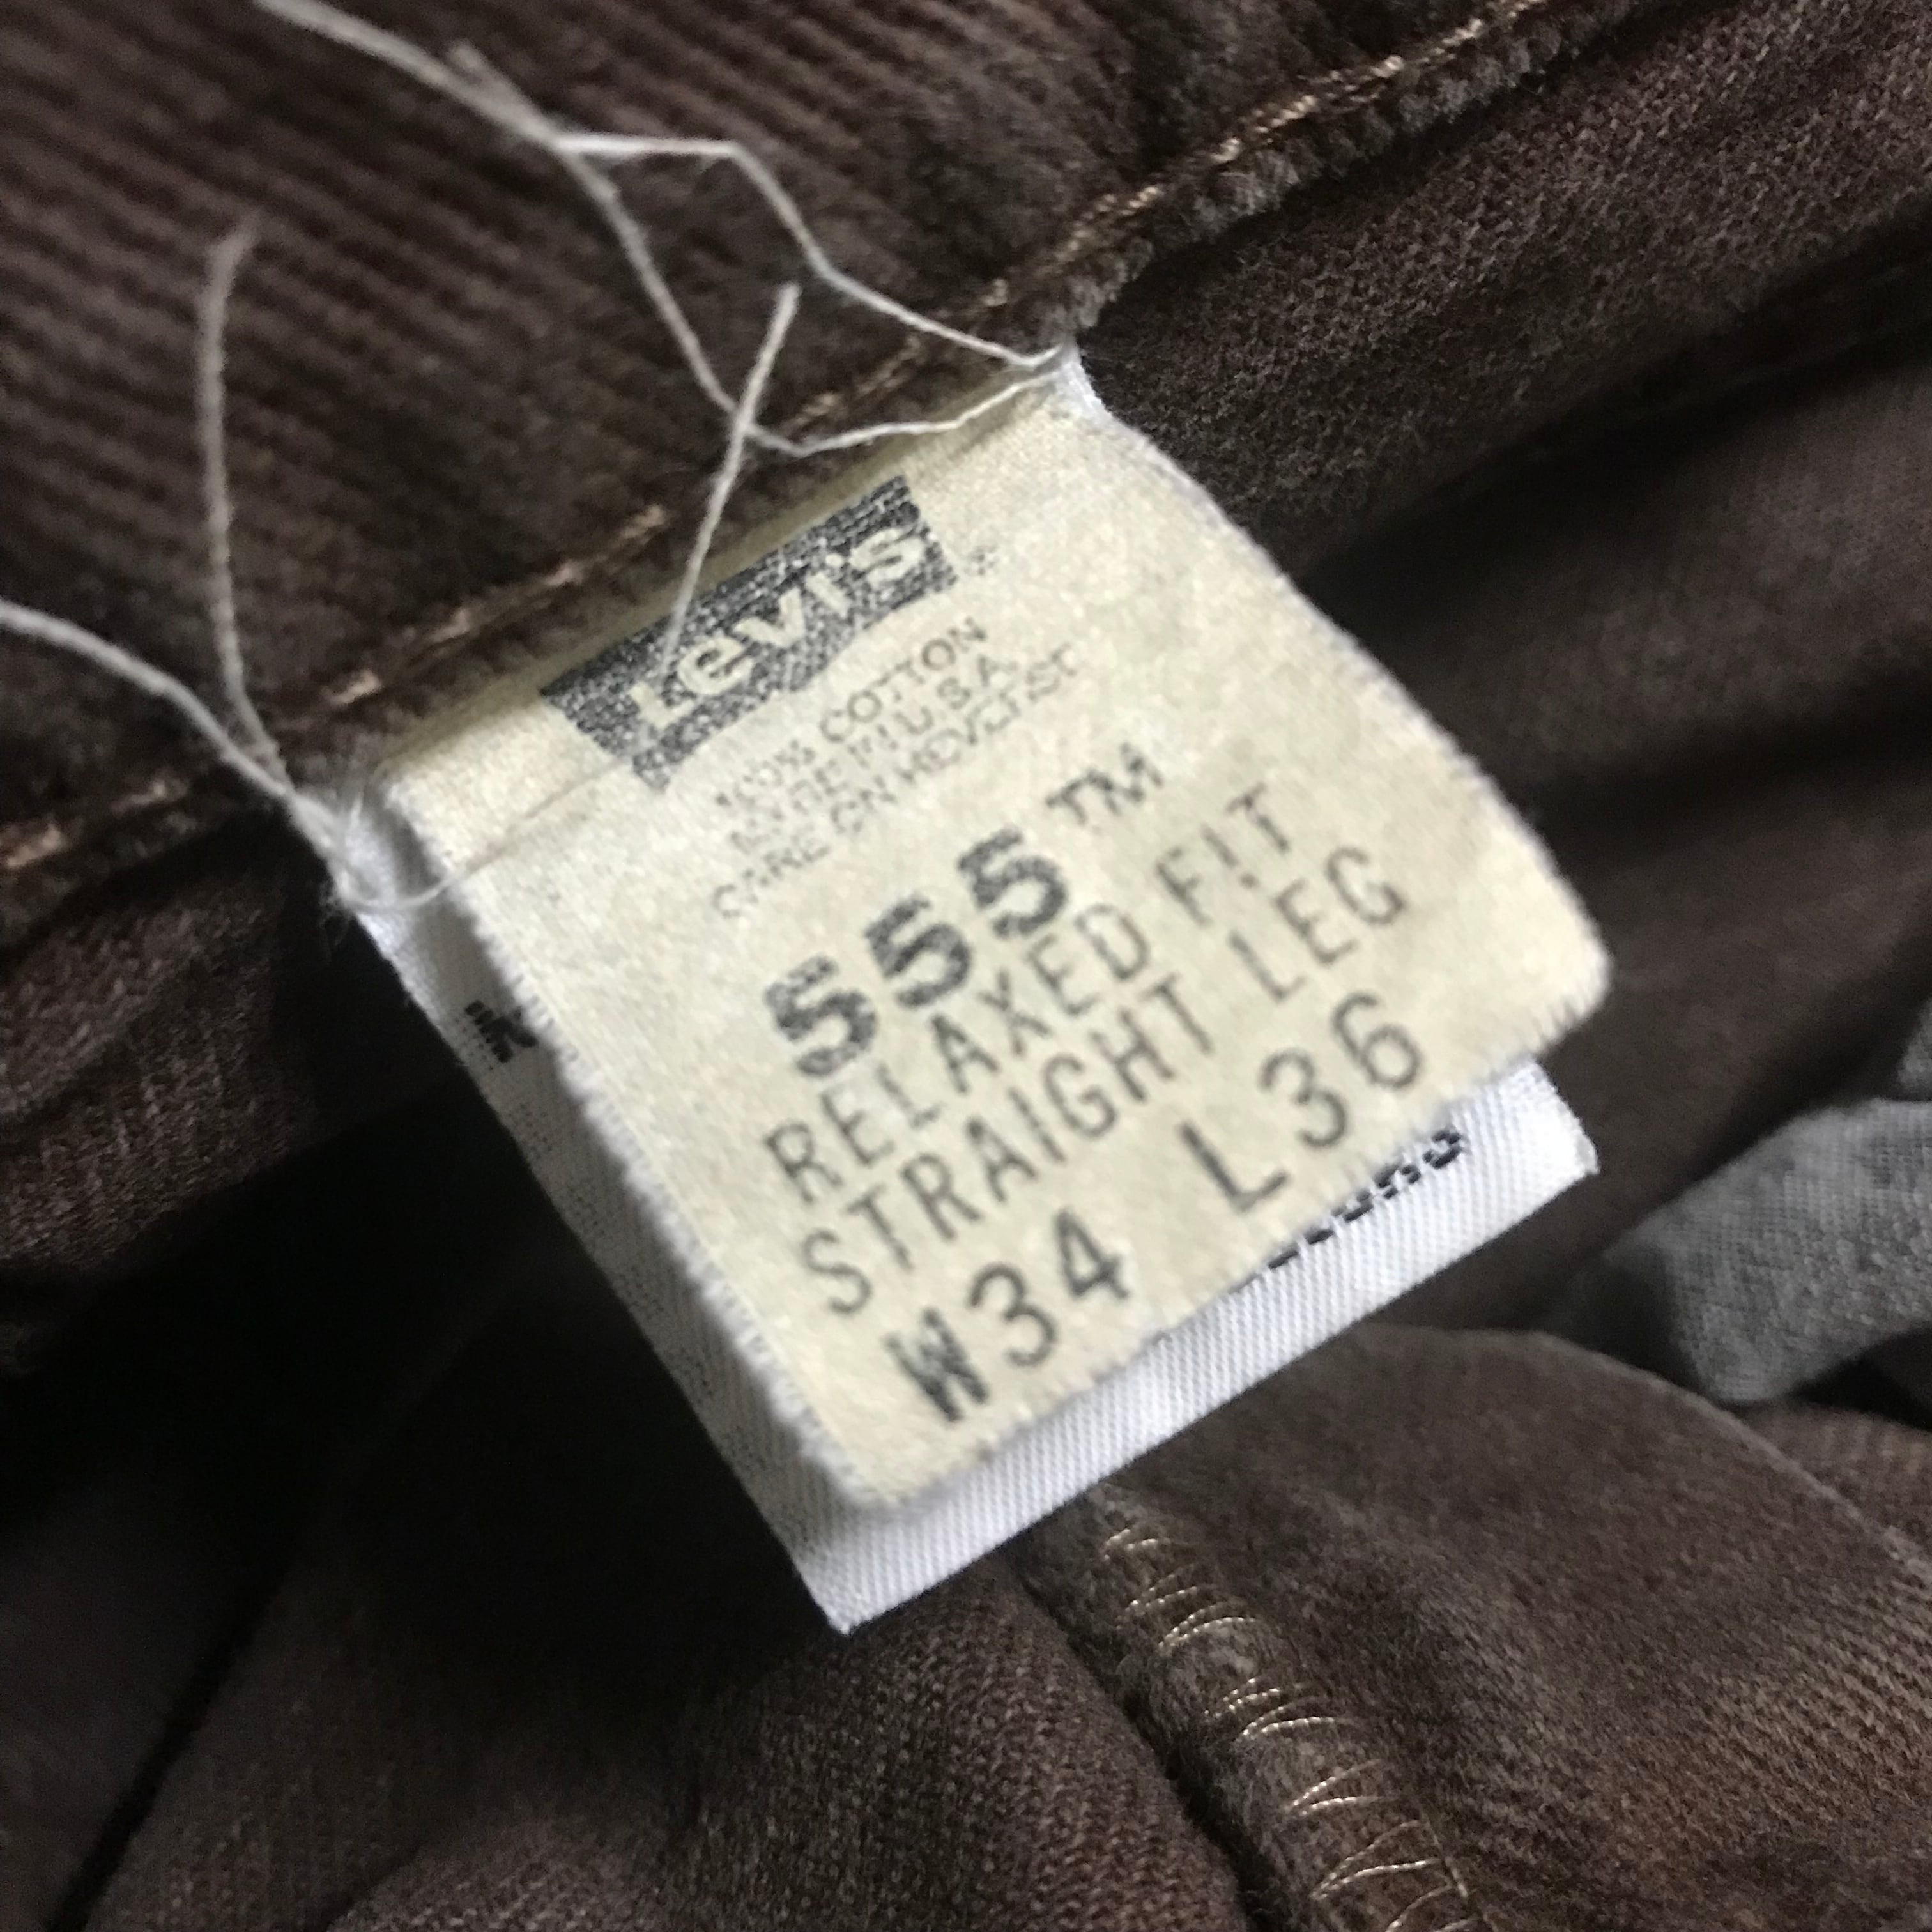 Levi's
100% COTTON
MADE IN U.S.A.
CARE ON REVERSE
555™
RELAXED FIT
STRAIGHT LEG
W34 L36